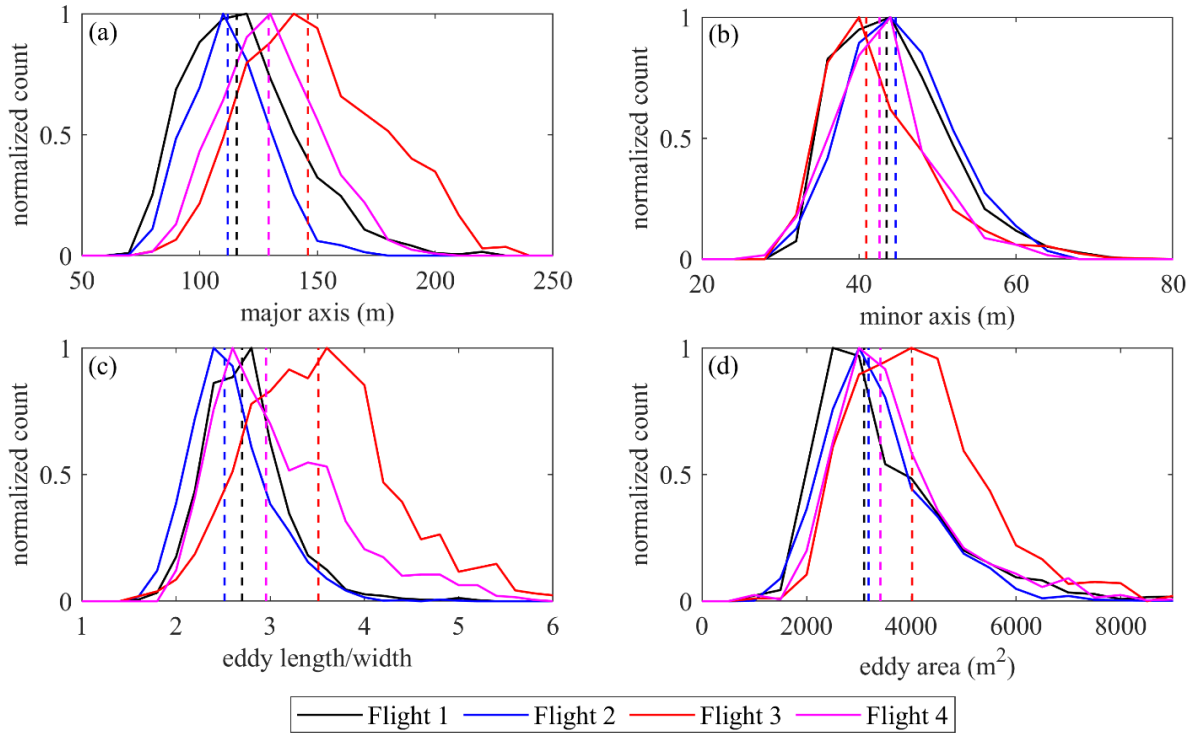 (a)
normalized count
1
0.5
0
50 100 150 200 250
major axis (m)
(b)
normalized count
1
0.5
0
20 40 60 80
minor axis (m)
(c)
normalized count
1
0.5
0
1 2 3 4 5 6
eddy length/width
(d)
normalized count
1
0.5
0
0 2000 4000 6000 8000
eddy area (m²)
Flight 1 Flight 2 Flight 3 Flight 4